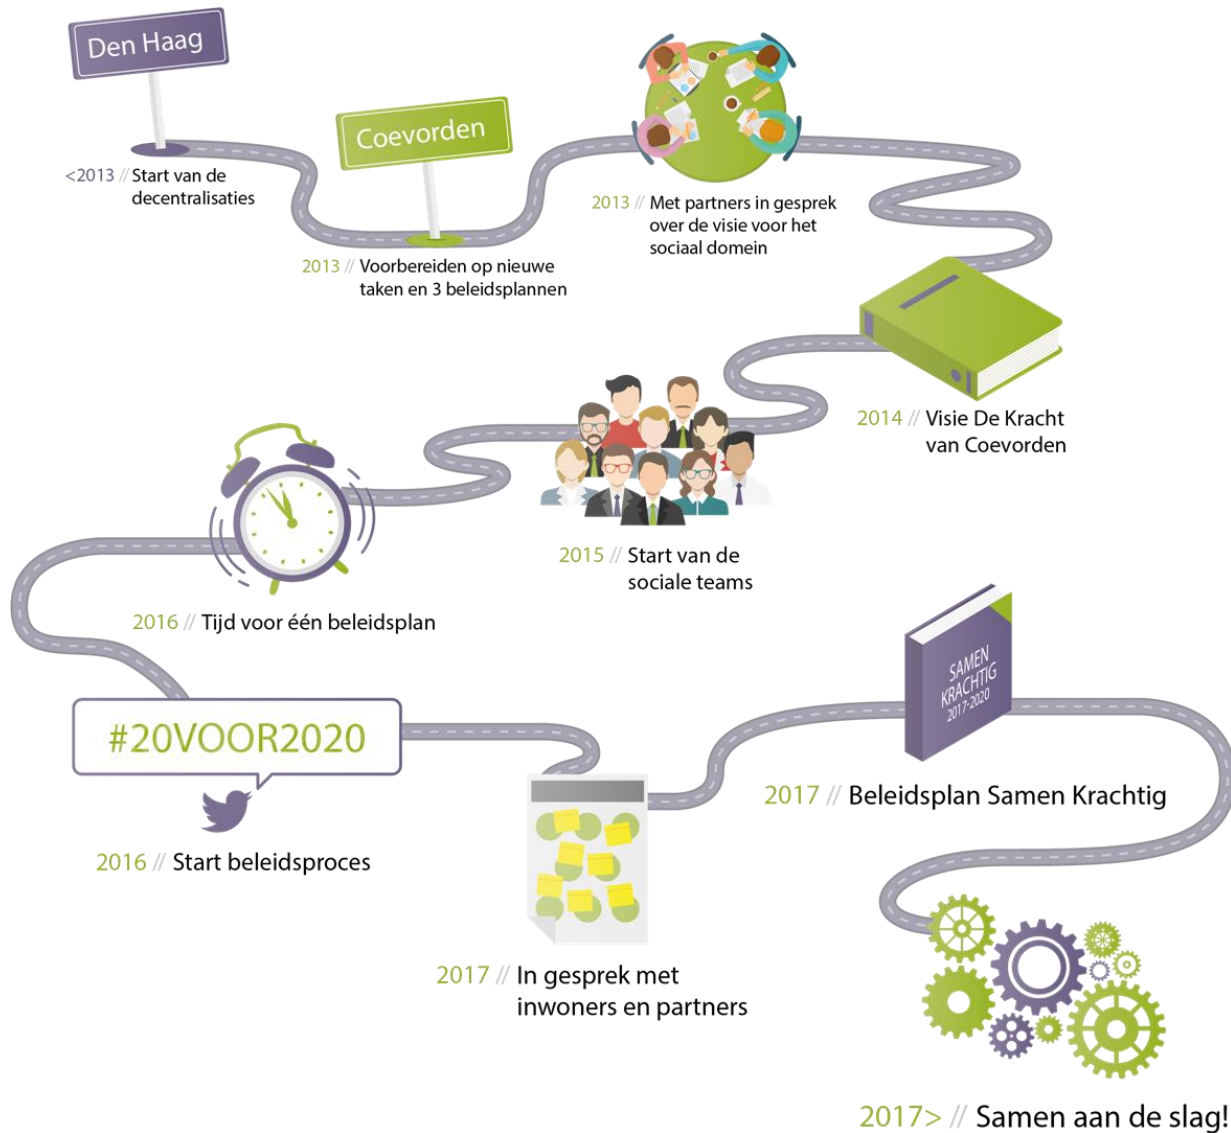 Den Haag
<2013 // Start van de
decentralisaties
Coevorden
2013 // Voorbereiden op nieuwe
taken en 3 beleidsplannen
2013 // Met partners in gesprek
over de visie voor het
sociaal domein
2014 // Visie De Kracht
van Coevorden
2015 // Start van de
sociale teams
2016 // Tijd voor één beleidsplan
#20VOOR2020
2016 // Start beleidsproces
2017 // In gesprek met
inwoners en partners
SAMEN
KRACHTIG
2017-2020
2017 // Beleidsplan Samen Krachtig
2017> // Samen aan de slag!